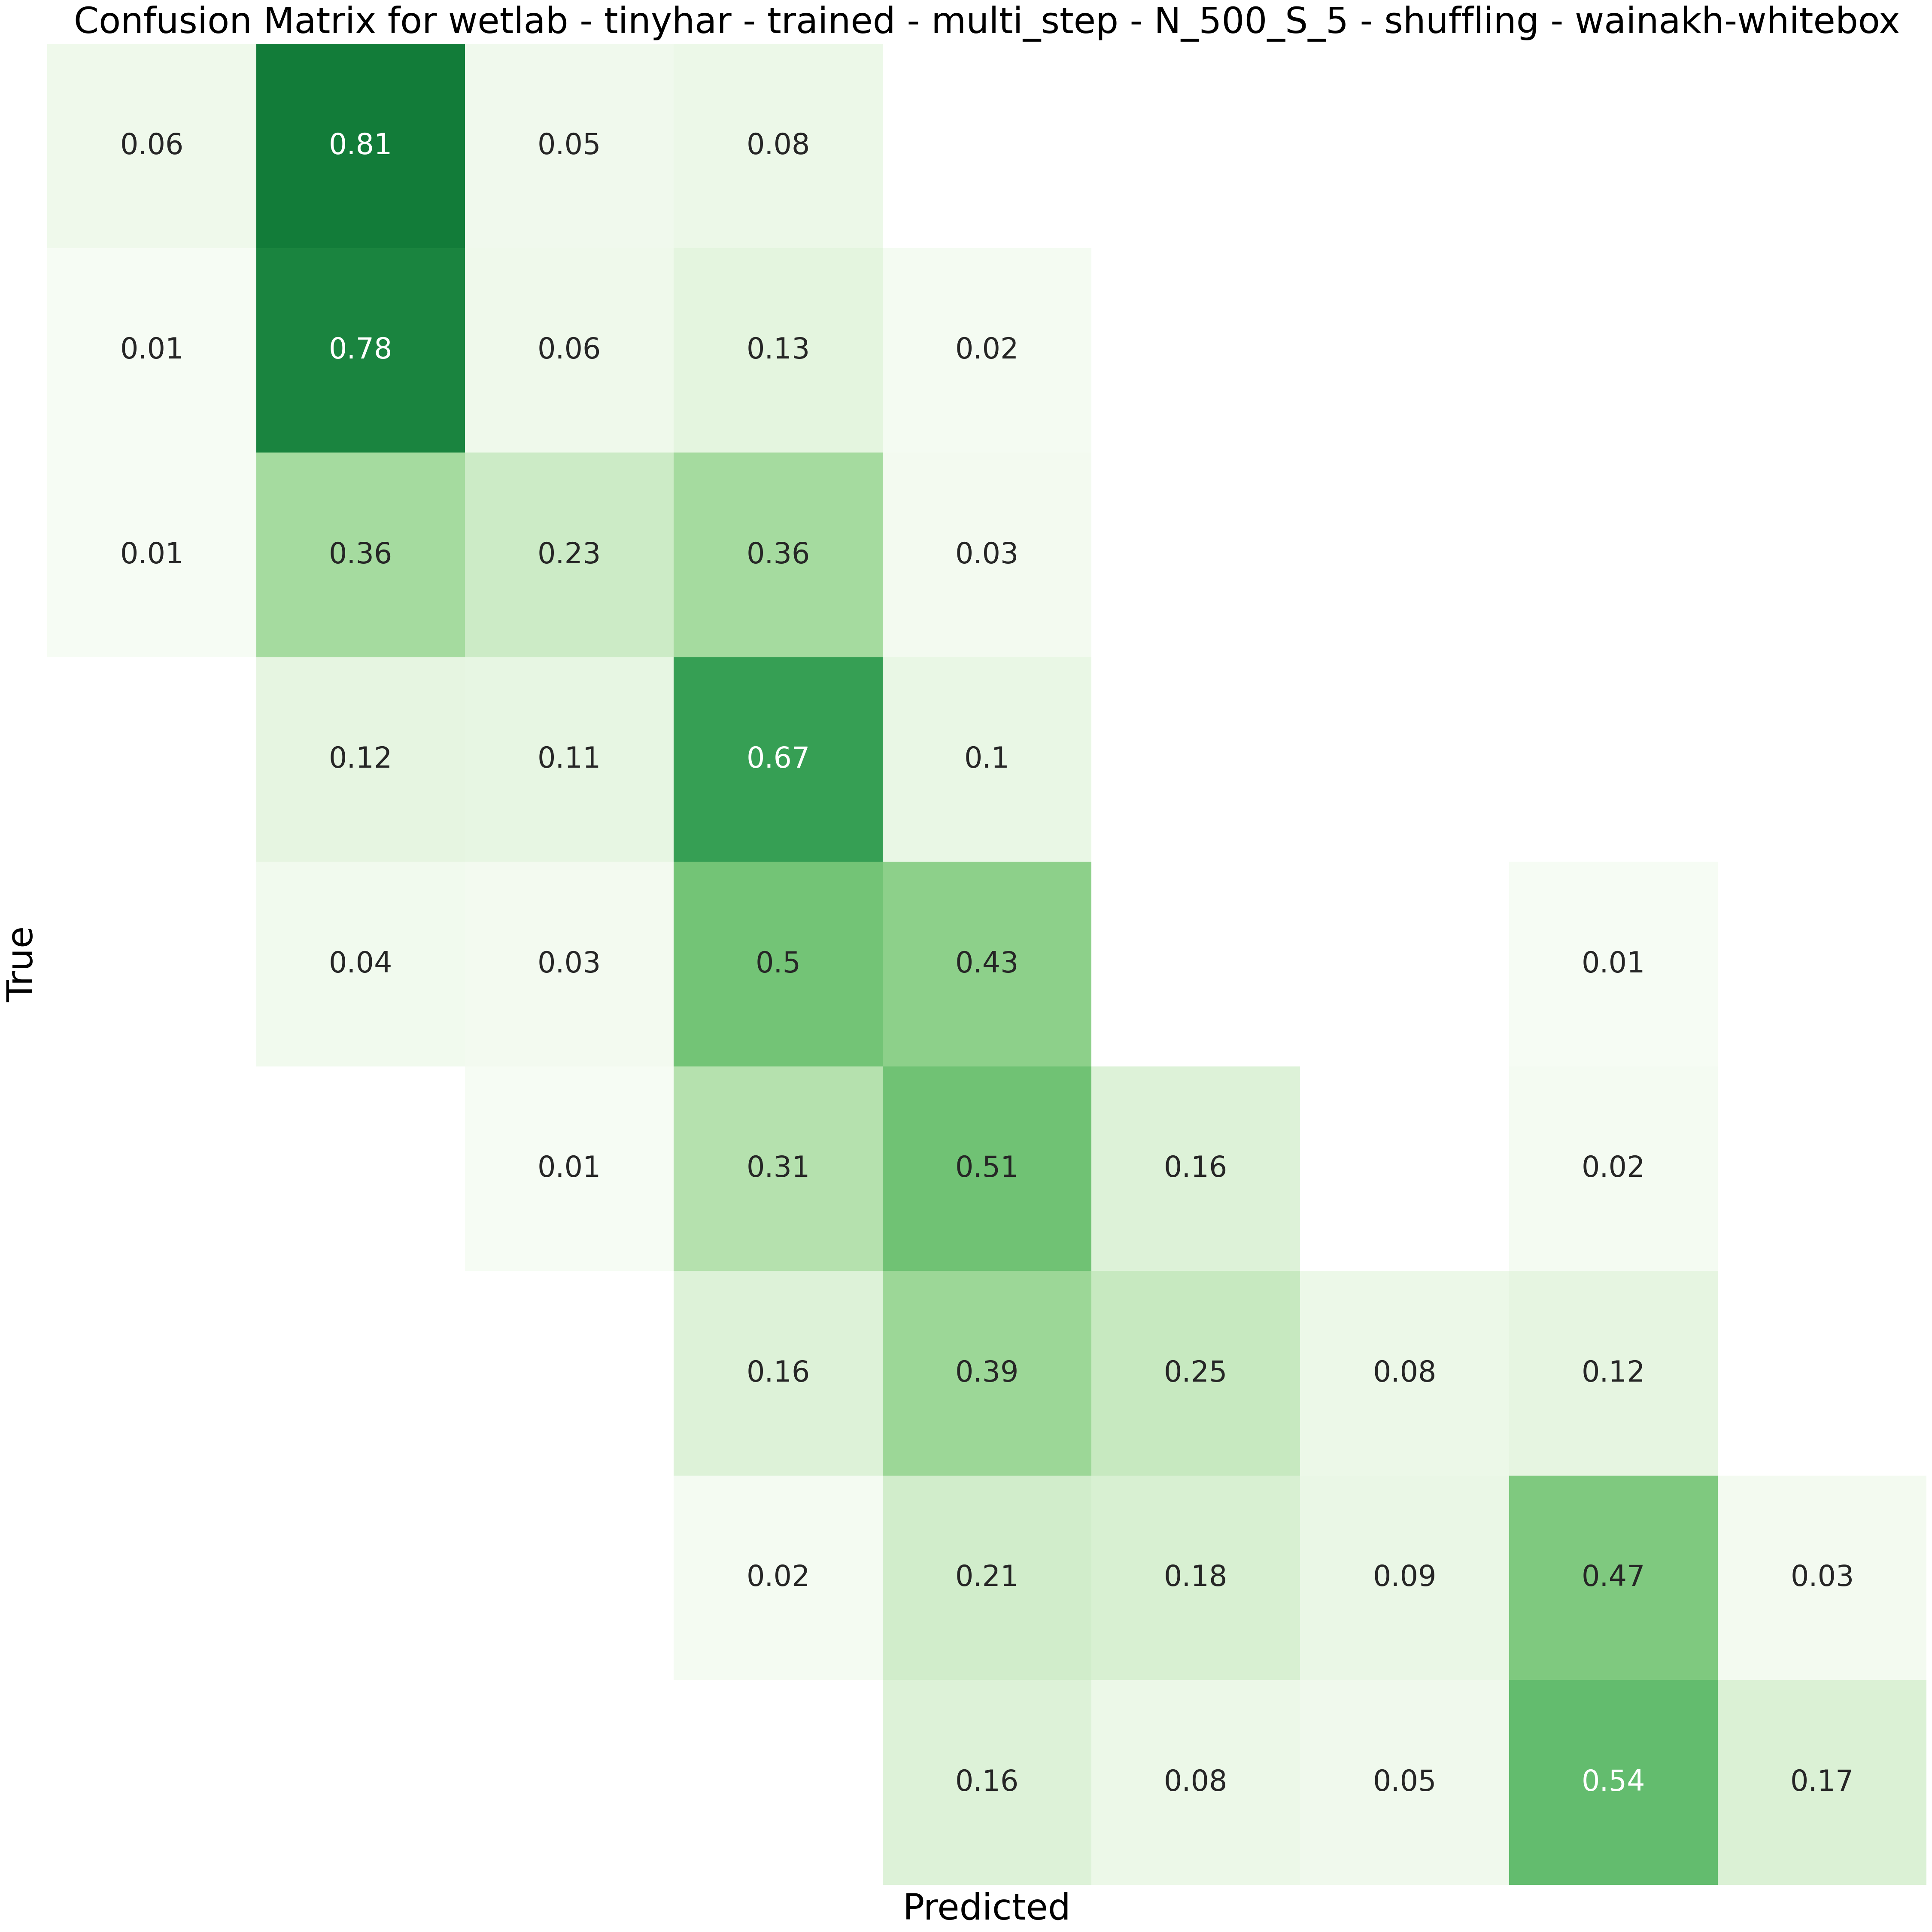 Confusion Matrix for wetlab - tinyhar - trained - multi_step - N_500_S_5 - shuffling - wainakh-whitebox
0.06 0.81 0.05 0.08
0.01 0.78 0.06 0.13 0.02
0.01 0.36 0.23 0.36 0.03
0.12 0.11 0.67 0.1
0.04 0.03 0.5 0.43 0.01
True
0.01 0.31 0.51 0.16 0.02
0.16 0.39 0.25 0.08 0.12
0.02 0.21 0.18 0.09 0.47 0.03
0.16 0.08 0.05 0.54 0.17
Predicted